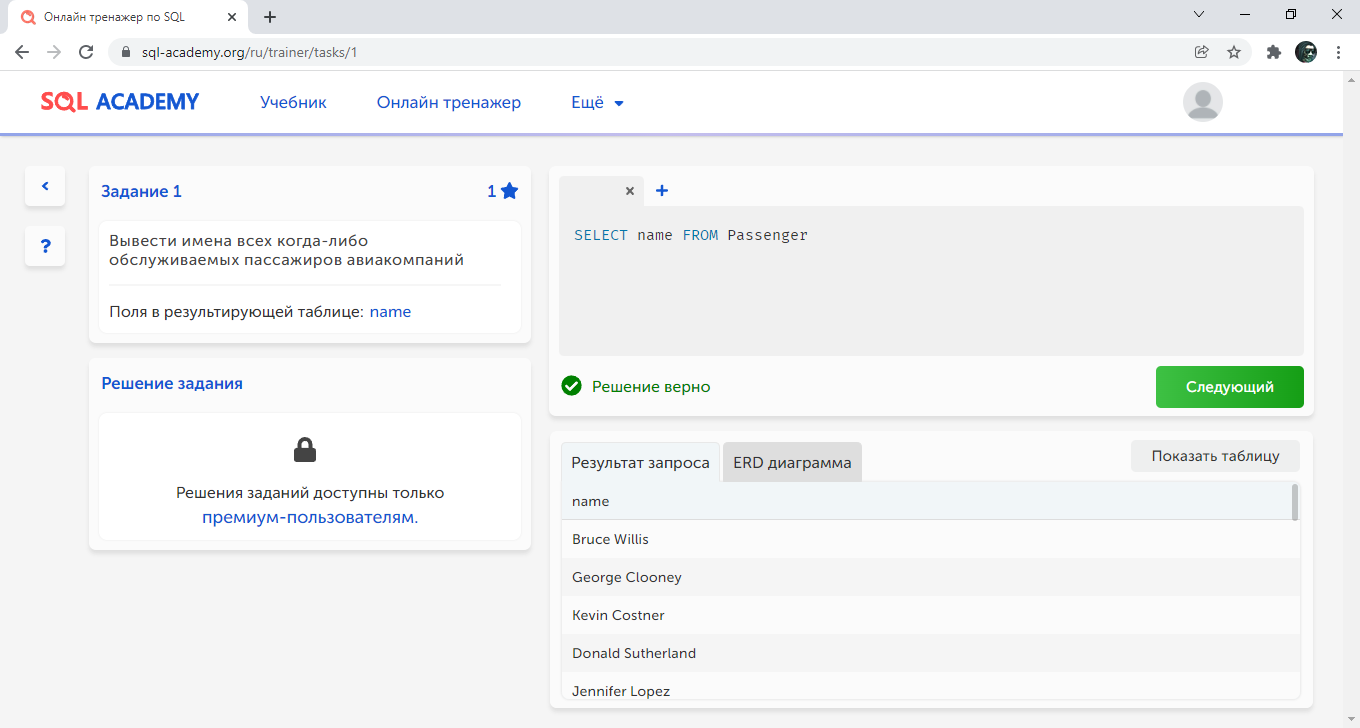 Онлайн тренажер по SQL
sql-academy.org/ru/trainer/tasks/1
SQL ACADEMY
Учебник
Онлайн тренажер
Ещё
Задание 1
1
Вывести имена всех когда-либо
обслуживаемых пассажиров авиакомпаний
Поля в результирующей таблице: name
Решение задания
Решения заданий доступны только
премиум-пользователям.
SELECT name FROM Passenger
Решение верно
Следующий
Результат запроса
ERD диаграмма
Показать таблицу
name
Bruce Willis
George Clooney
Kevin Costner
Donald Sutherland
Jennifer Lopez